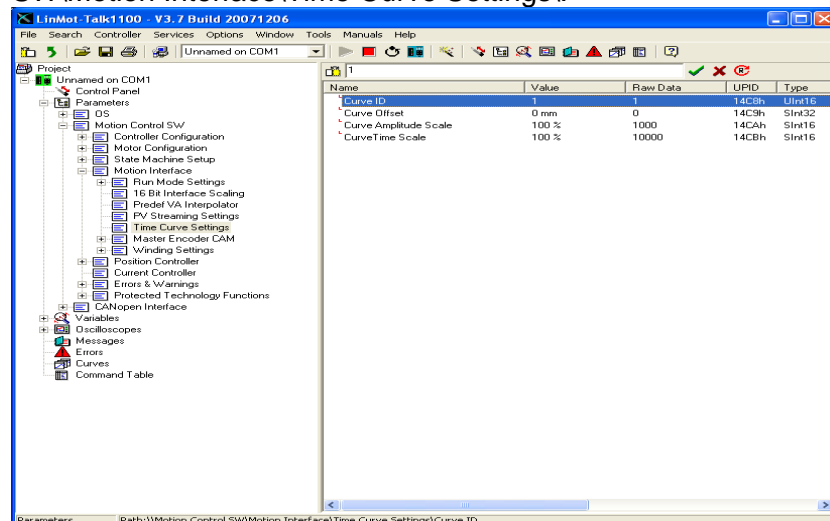 SW\Motion Interface\Time Curve Settings\.
LinMot-Talk1100 - V3.7 Build 20071206
File Search Controller Services Options Window Tools Manuals Help
Unnamed on COM1
Project
Unnamed on COM1
Control Panel
Parameters
OS
Motion Control SW
Controller Configuration
Motor Configuration
State Machine Setup
Motion Interface
Run Mode Settings
16 Bit Interface Scaling
Predef VA Interpolator
PV Streaming Settings
Time Curve Settings
Master Encoder CAM
Winding Settings
Position Controller
Current Controller
Errors & Warnings
Protected Technology Functions
CANopen Interface
Variables
Oscilloscopes
Messages
Errors
Curves
Command Table
1
Name Value Raw Data UPID Type
Curve ID 1 1 14C8h UInt16
Curve Offset 0 mm 0 14C9h SInt32
Curve Amplitude Scale 100 % 1000 14CAh SInt16
CurveTime Scale 100 % 10000 14CBh SInt16
Parameters Path:\\Motion Control SW\Motion Interface\Time Curve Settings\Curve ID